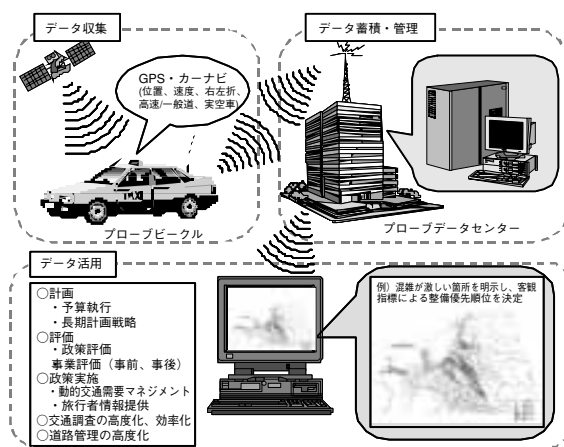 データ収集
データ蓄積・管理
GPS・カーナビ
(位置、速度、右左折、
高速/一般道、実空車)
TAXI
プローブビークル
プローブデータセンター
データ活用
○計画
・予算執行
・長期計画戦略
○評価
・政策評価
事業評価（事前、事後）
○政策実施
・動的交通需要マネジメント
・旅行者情報提供
○交通調査の高度化、効率化
○道路管理の高度化
例）混雑が激しい箇所を明示し、客観
指標による整備優先順位を決定